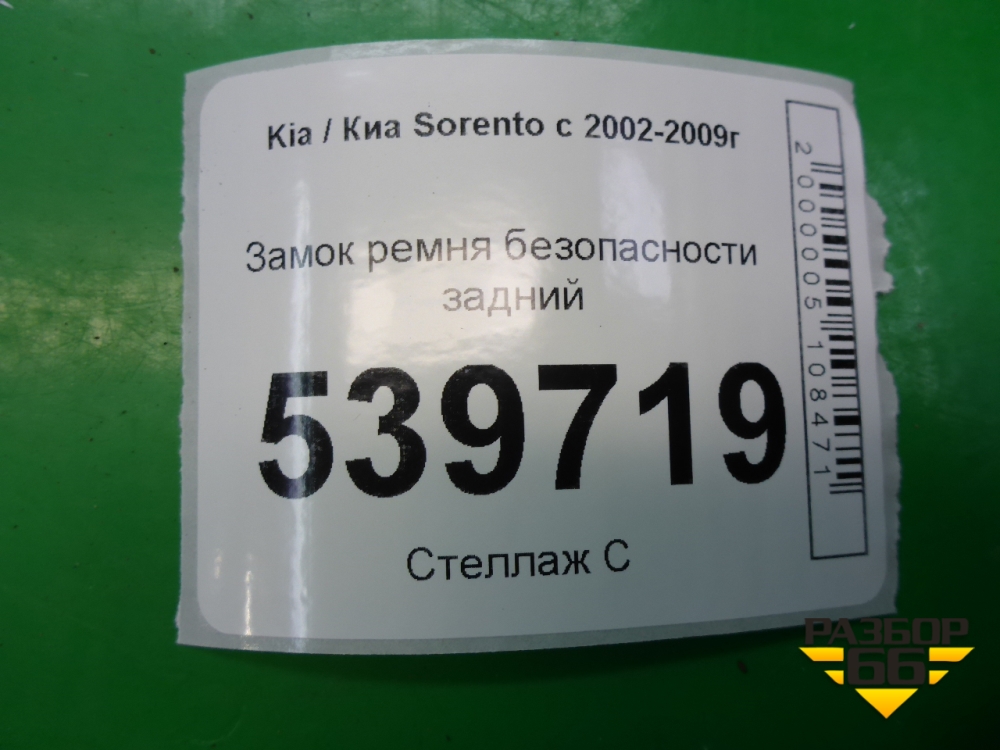 Kia / Киа Sorento с 2002-2009г
Замок ремня безопасности
задний
539719
Стеллаж С
2000005108471
РАЗБОР
66